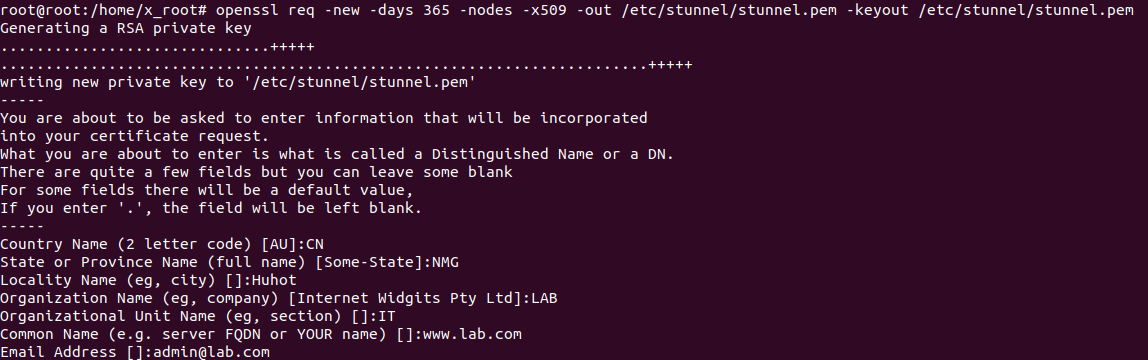 root@root:/home/x_root# openssl req -new -days 365 -nodes -x509 -out /etc/stunnel/stunnel.pem -keyout /etc/stunnel/stunnel.pem
Generating a RSA private key
..............................+++++
........................................................................+++++
writing new private key to '/etc/stunnel/stunnel.pem'
-----
You are about to be asked to enter information that will be incorporated
into your certificate request.
What you are about to enter is what is called a Distinguished Name or a DN.
There are quite a few fields but you can leave some blank
For some fields there will be a default value,
If you enter '.', the field will be left blank.
-----
Country Name (2 letter code) [AU]:CN
State or Province Name (full name) [Some-State]:NMG
Locality Name (eg, city) []:Huhot
Organization Name (eg, company) [Internet Widgits Pty Ltd]:LAB
Organizational Unit Name (eg, section) []:IT
Common Name (e.g. server FQDN or YOUR name) []:www.lab.com
Email Address []:admin@lab.com